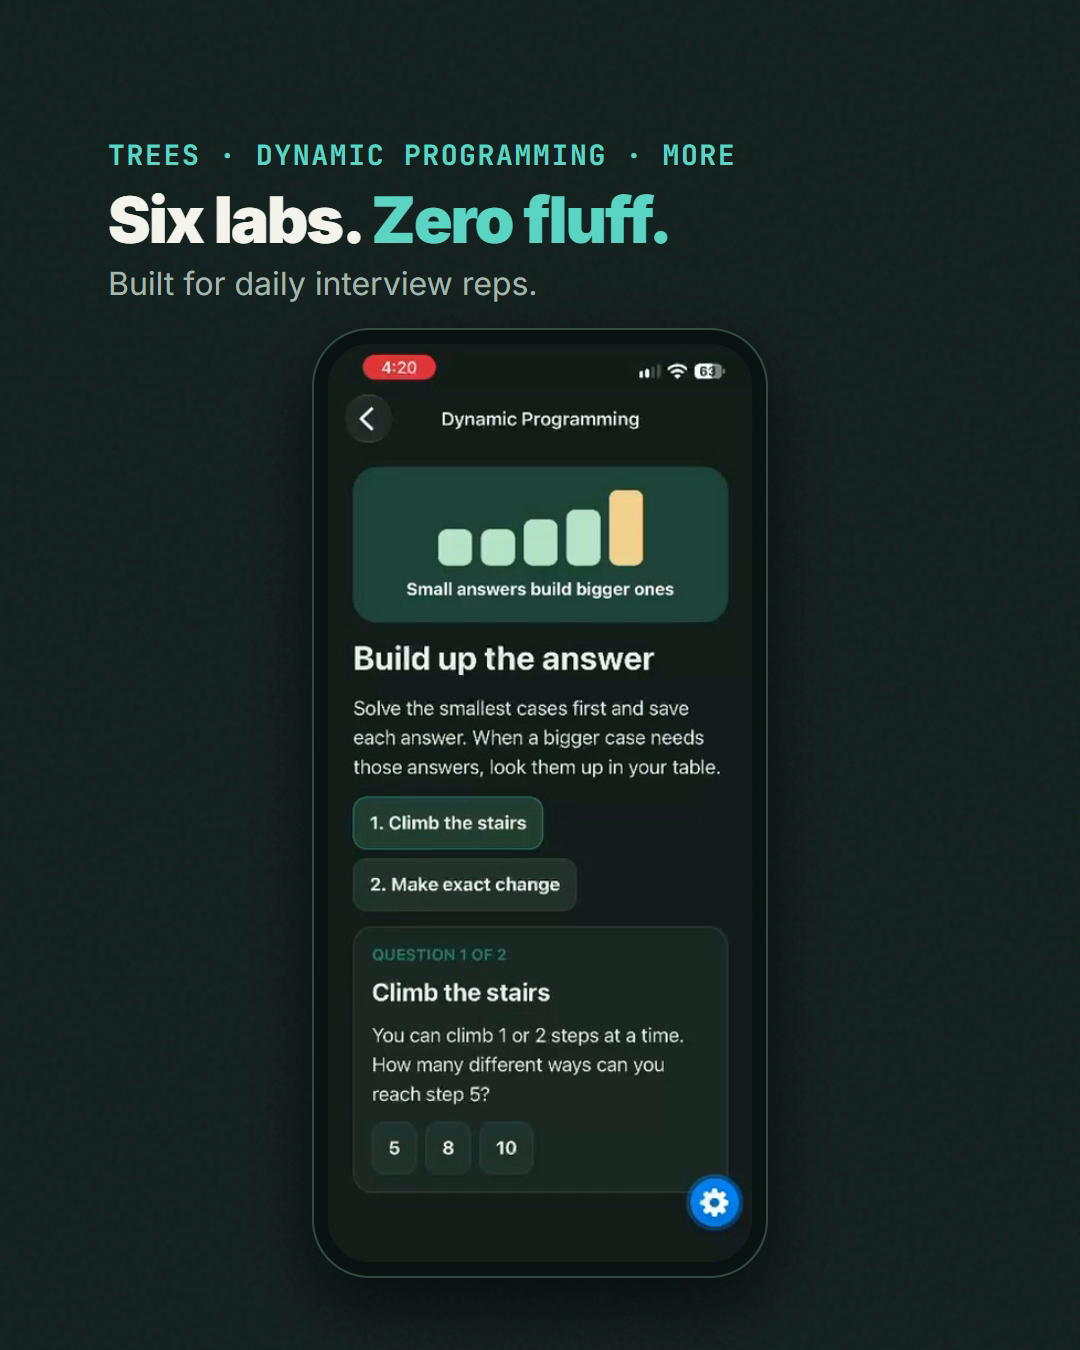 TREES · DYNAMIC PROGRAMMING · MORE
Six labs. Zero fluff.
Built for daily interview reps.
4:20
63
Dynamic Programming
Small answers build bigger ones
Build up the answer
Solve the smallest cases first and save
each answer. When a bigger case needs
those answers, look them up in your table.
1. Climb the stairs
2. Make exact change
QUESTION 1 OF 2
Climb the stairs
You can climb 1 or 2 steps at a time.
How many different ways can you
reach step 5?
5 8 10